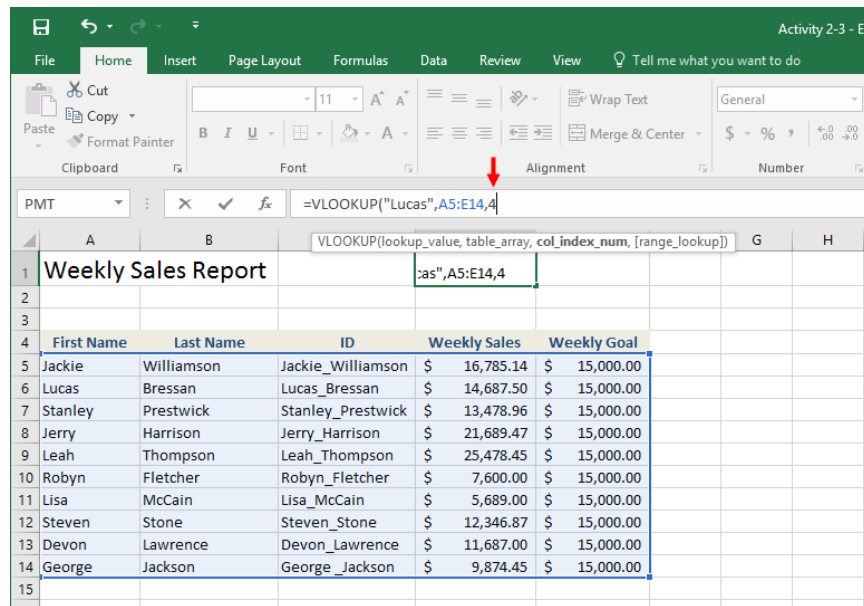 Activity 2-3 - E
File Home Insert Page Layout Formulas Data Review View Tell me what you want to do
Paste
Cut
Copy
Format Painter
Clipboard
11 A A
B I U A
Font
Wrap Text
Merge & Center
Alignment
General
$ % , .0 .00 .00 .0
Number
PMT fx =VLOOKUP("Lucas",A5:E14,4
VLOOKUP(lookup_value, table_array, col_index_num, [range_lookup])
A B G H
1 Weekly Sales Report :as",A5:E14,4
2
3
4 First Name Last Name ID Weekly Sales Weekly Goal
5 Jackie Williamson Jackie_Williamson $ 16,785.14 $ 15,000.00
6 Lucas Bressan Lucas_Bressan $ 14,687.50 $ 15,000.00
7 Stanley Prestwick Stanley_Prestwick $ 13,478.96 $ 15,000.00
8 Jerry Harrison Jerry_Harrison $ 21,689.47 $ 15,000.00
9 Leah Thompson Leah_Thompson $ 25,478.45 $ 15,000.00
10 Robyn Fletcher Robyn_Fletcher $ 7,600.00 $ 15,000.00
11 Lisa McCain Lisa_McCain $ 5,689.00 $ 15,000.00
12 Steven Stone Steven_Stone $ 12,346.87 $ 15,000.00
13 Devon Lawrence Devon_Lawrence $ 11,687.00 $ 15,000.00
14 George Jackson George _Jackson $ 9,874.45 $ 15,000.00
15